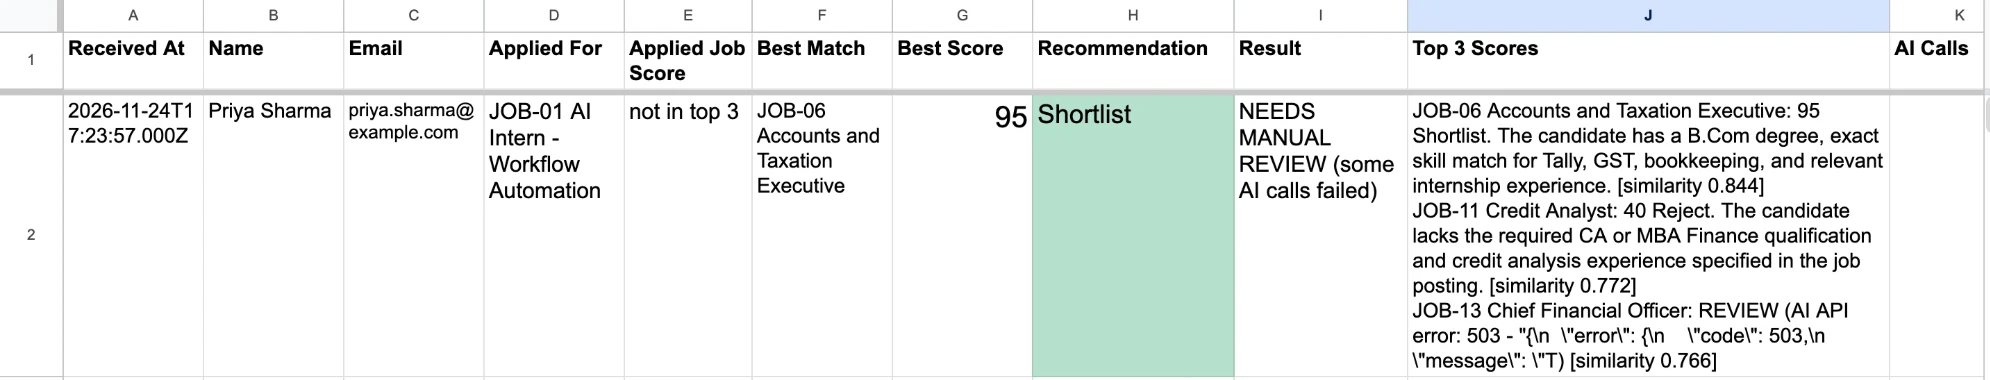 A B C D E F G H I J K
1
Received At
Name
Email
Applied For
Applied Job
Score
Best Match
Best Score
Recommendation
Result
Top 3 Scores
AI Calls
2
2026-11-24T1
7:23:57.000Z
Priya Sharma
priya.sharma@
example.com
JOB-01 AI
Intern -
Workflow
Automation
not in top 3
JOB-06
Accounts and
Taxation
Executive
95
Shortlist
NEEDS
MANUAL
REVIEW (some
AI calls failed)
JOB-06 Accounts and Taxation Executive: 95
Shortlist. The candidate has a B.Com degree, exact
skill match for Tally, GST, bookkeeping, and relevant
internship experience. [similarity 0.844]
JOB-11 Credit Analyst: 40 Reject. The candidate
lacks the required CA or MBA Finance qualification
and credit analysis experience specified in the job
posting. [similarity 0.772]
JOB-13 Chief Financial Officer: REVIEW (AI API
error: 503 - "{\n  \"error\": {\n    \"code\": 503,\n
\"message\": \"T) [similarity 0.766]